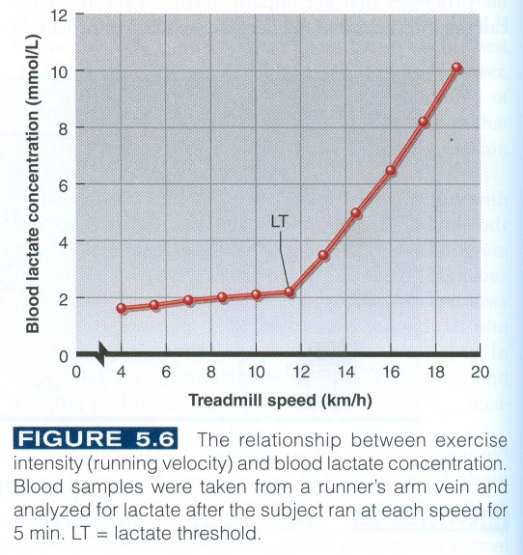 12
10
8
6
4
2
0
Blood lactate concentration (mmol/L)
LT
0 4 6 8 10 12 14 16 18 20
Treadmill speed (km/h)
FIGURE 5.6 The relationship between exercise
intensity (running velocity) and blood lactate concentration.
Blood samples were taken from a runner's arm vein and
analyzed for lactate after the subject ran at each speed for
5 min. LT = lactate threshold.